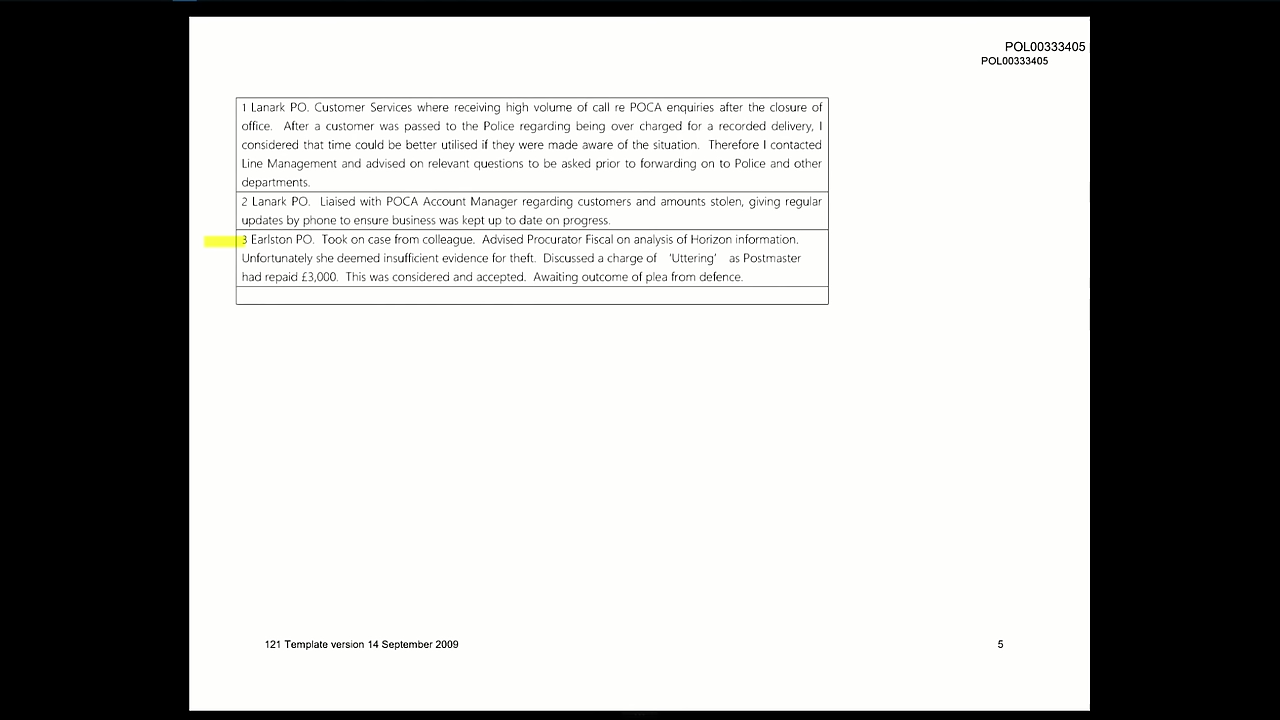 POL00333405
POL00333405
1 Lanark PO. Customer Services where receiving high volume of call re POCA enquiries after the closure of
office. After a customer was passed to the Police regarding being over charged for a recorded delivery, I
considered that time could be better utilised if they were made aware of the situation. Therefore I contacted
Line Management and advised on relevant questions to be asked prior to forwarding on to Police and other
departments.
2 Lanark PO. Liaised with POCA Account Manager regarding customers and amounts stolen, giving regular
updates by phone to ensure business was kept up to date on progress.
3 Earlston PO. Took on case from colleague. Advised Procurator Fiscal on analysis of Horizon information.
Unfortunately she deemed insufficient evidence for theft. Discussed a charge of 'Uttering' as Postmaster
had repaid £3,000. This was considered and accepted. Awaiting outcome of plea from defence.
121 Template version 14 September 2009
5